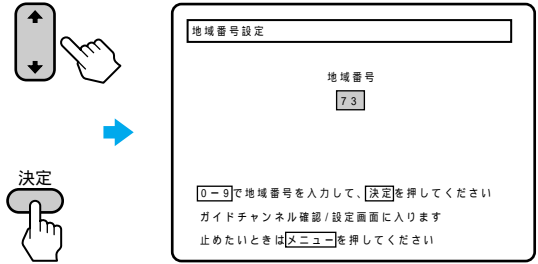 地域番号設定
地域番号
73
決定
0-9で地域番号を入力して、決定を押してください
ガイドチャンネル確認/設定画面に入ります
止めたいときはメニューを押してください